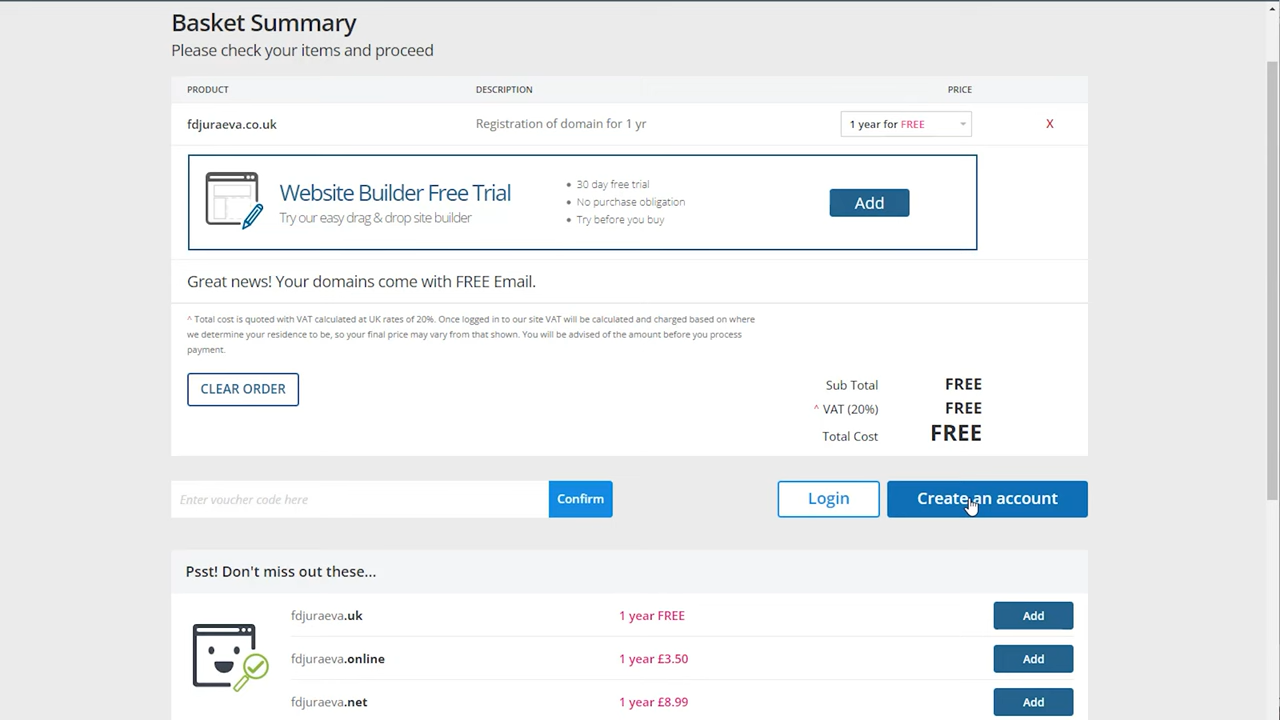 Basket Summary
Please check your items and proceed
PRODUCT DESCRIPTION PRICE
fdjuraeva.co.uk Registration of domain for 1 yr 1 year for FREE X
Website Builder Free Trial
Try our easy drag & drop site builder
30 day free trial
No purchase obligation
Try before you buy
Add
Great news! Your domains come with FREE Email.
^ Total cost is quoted with VAT calculated at UK rates of 20%. Once logged in to our site VAT will be calculated and charged based on where
we determine your residence to be, so your final price may vary from that shown. You will be advised of the amount before you process
payment.
CLEAR ORDER
Sub Total FREE
^ VAT (20%) FREE
Total Cost FREE
Enter voucher code here Confirm Login Create an account
Psst! Don't miss out these...
fdjuraeva.uk 1 year FREE Add
fdjuraeva.online 1 year £3.50 Add
fdjuraeva.net 1 year £8.99 Add